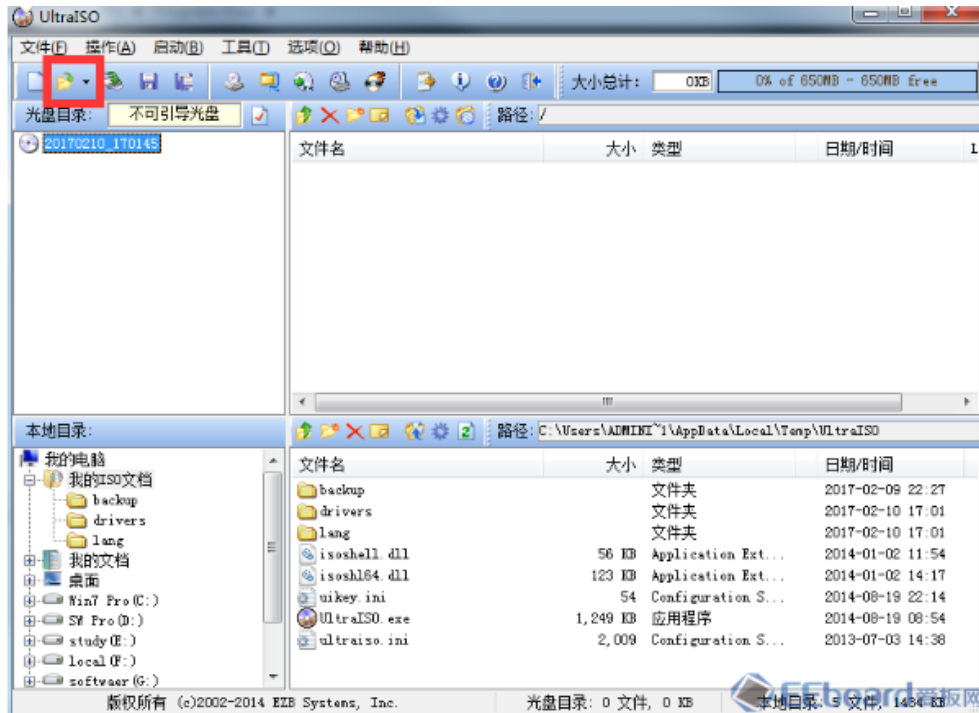 UltraISO
文件(F) 操作(A) 启动(B) 工具(T) 选项(O) 帮助(H)
大小总计: 0KB 0% of 650MB - 650MB free
光盘目录: 不可引导光盘 路径: /
20170210_170145
文件名 大小 类型 日期/时间 L
本地目录: 路径: C:\Users\ADMINI~1\AppData\Local\Temp\UltraISO
我的电脑
我的ISO文档
backup
drivers
lang
我的文档
桌面
Win7 Pro(C:)
SW Pro(D:)
study(E:)
local(F:)
softwaer(G:)
文件名 大小 类型 日期/时间
backup 文件夹 2017-02-09 22:27
drivers 文件夹 2017-02-10 17:01
lang 文件夹 2017-02-10 17:01
isoshell.dll 56 KB Application Ext... 2014-01-02 11:54
isoshl64.dll 123 KB Application Ext... 2014-01-02 14:17
uikey.ini 54 Configuration S... 2014-08-19 22:14
UltraISO.exe 1,249 KB 应用程序 2014-08-19 08:54
ultraiso.ini 2,009 Configuration S... 2013-07-03 14:38
版权所有 (c)2002-2014 EZB Systems, Inc. 光盘目录: 0 文件, 0 KB 本地目录: 5 文件, 1434 KB
EEboard 爱板网